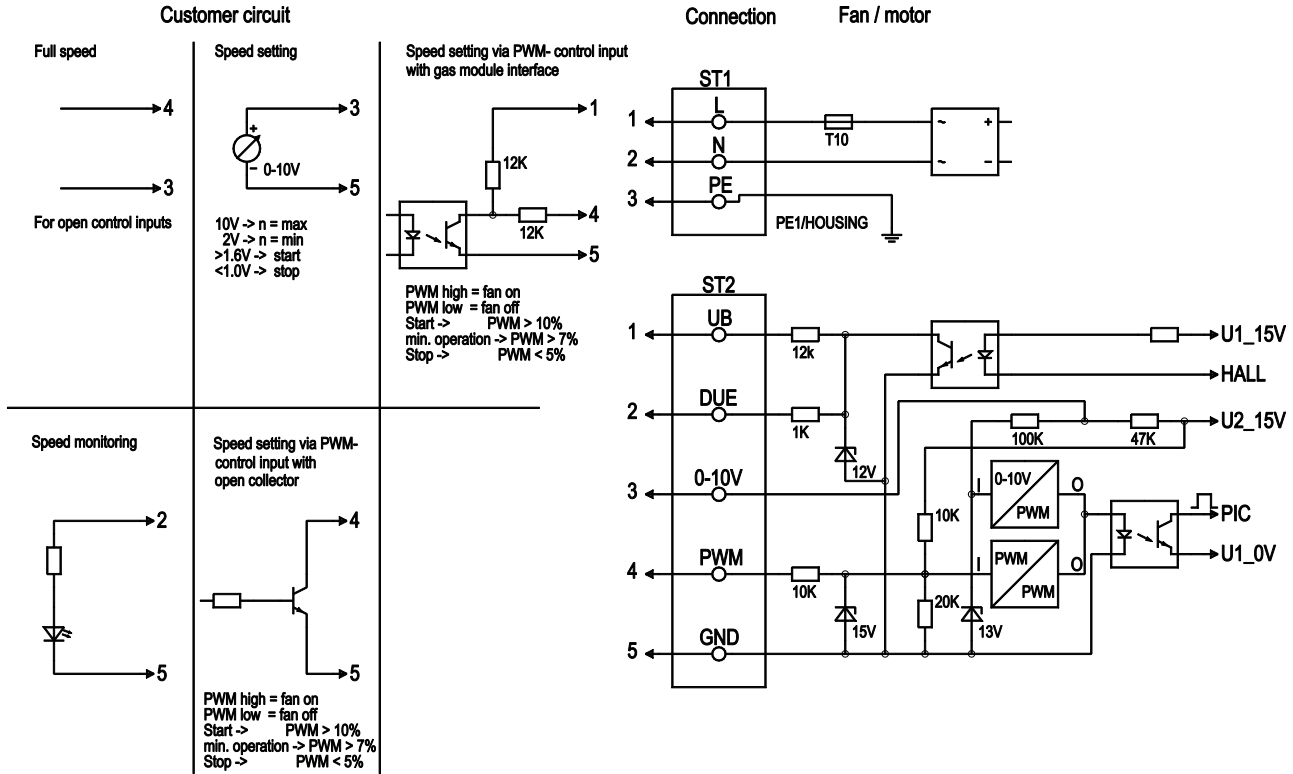 Customer circuit
Connection
Fan / motor
Full speed
4
3
For open control inputs
Speed setting
3
+
- 0-10V
5
10V -> n = max
2V -> n = min
>1.6V -> start
<1.0V -> stop
Speed setting via PWM- control input
with gas module interface
1
12K
4
12K
5
PWM high = fan on
PWM low = fan off
Start -> PWM > 10%
min. operation -> PWM > 7%
Stop -> PWM < 5%
Speed monitoring
2
5
Speed setting via PWM-
control input with
open collector
4
5
PWM high = fan on
PWM low = fan off
Start -> PWM > 10%
min. operation -> PWM > 7%
Stop -> PWM < 5%
ST1
L
1
T10
~ +
N
2
~ -
PE
3
PE1/HOUSING
ST2
UB
1
12k
U1_15V
HALL
DUE
2
1K
100K
47K
U2_15V
12V
0-10V
3
I
0-10V
PWM
O
10K
PIC
U1_0V
PWM
4
10K
I
PWM
PWM
O
20K
15V
13V
GND
5